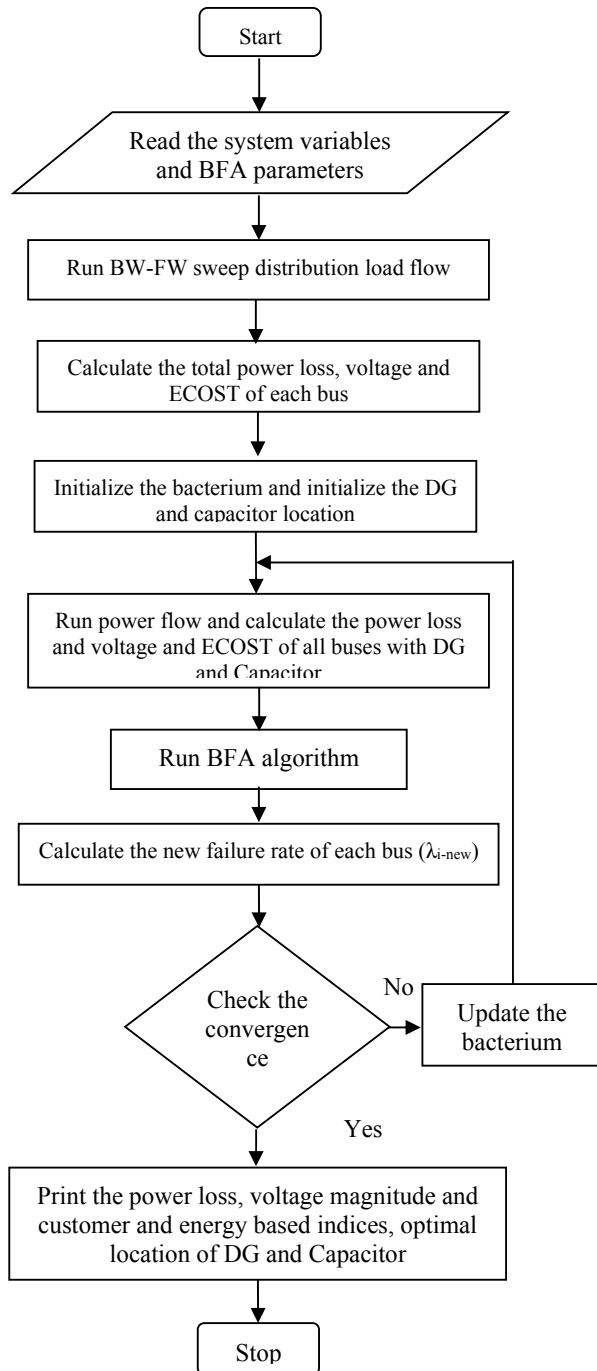 Start
Read the system variables
and BFA parameters
Run BW-FW sweep distribution load flow
Calculate the total power loss, voltage and
ECOST of each bus
Initialize the bacterium and initialize the DG
and capacitor location
Run power flow and calculate the power loss
and voltage and ECOST of all buses with DG
and Capacitor
Run BFA algorithm
Calculate the new failure rate of each bus (λi-new)
Check the
convergen
ce
No
Update the
bacterium
Yes
Print the power loss, voltage magnitude and
customer and energy based indices, optimal
location of DG and Capacitor
Stop